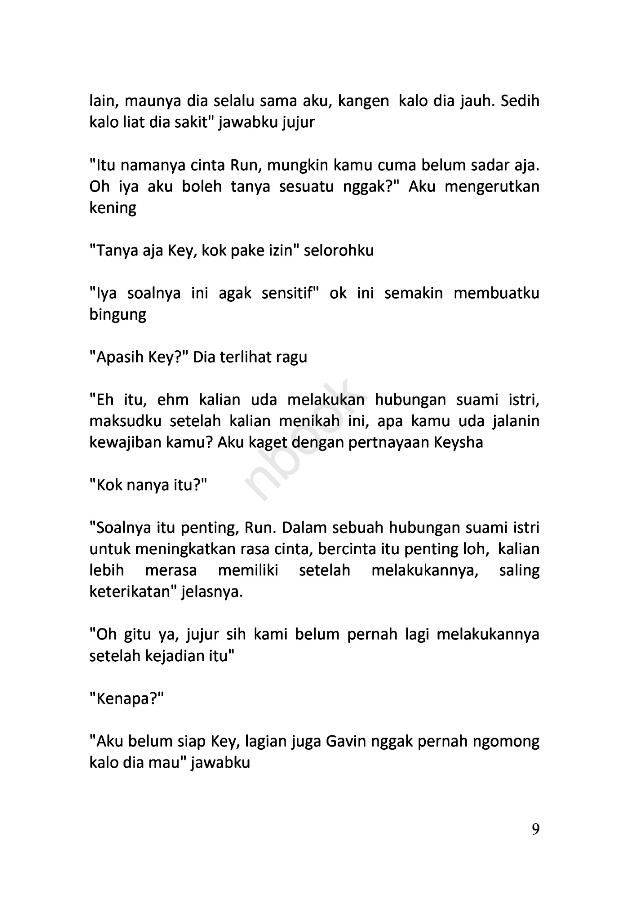 lain, maunya dia selalu sama aku, kangen kalo dia jauh. Sedih
kalo liat dia sakit" jawabku jujur
"Itu namanya cinta Run, mungkin kamu cuma belum sadar aja.
Oh iya aku boleh tanya sesuatu nggak?" Aku mengerutkan
kening
"Tanya aja Key, kok pake izin" selorohku
"Iya soalnya ini agak sensitif" ok ini semakin membuatku
bingung
"Apasih Key?" Dia terlihat ragu
"Eh itu, ehm kalian uda melakukan hubungan suami istri,
maksudku setelah kalian menikah ini, apa kamu uda jalanin
kewajiban kamu? Aku kaget dengan pertnayaan Keysha
"Kok nanya itu?"
"Soalnya itu penting, Run. Dalam sebuah hubungan suami istri
untuk meningkatkan rasa cinta, bercinta itu penting loh, kalian
lebih merasa memiliki setelah melakukannya, saling
keterikatan" jelasnya.
"Oh gitu ya, jujur sih kami belum pernah lagi melakukannya
setelah kejadian itu"
"Kenapa?"
"Aku belum siap Key, lagian juga Gavin nggak pernah ngomong
kalo dia mau" jawabku
9
nbook